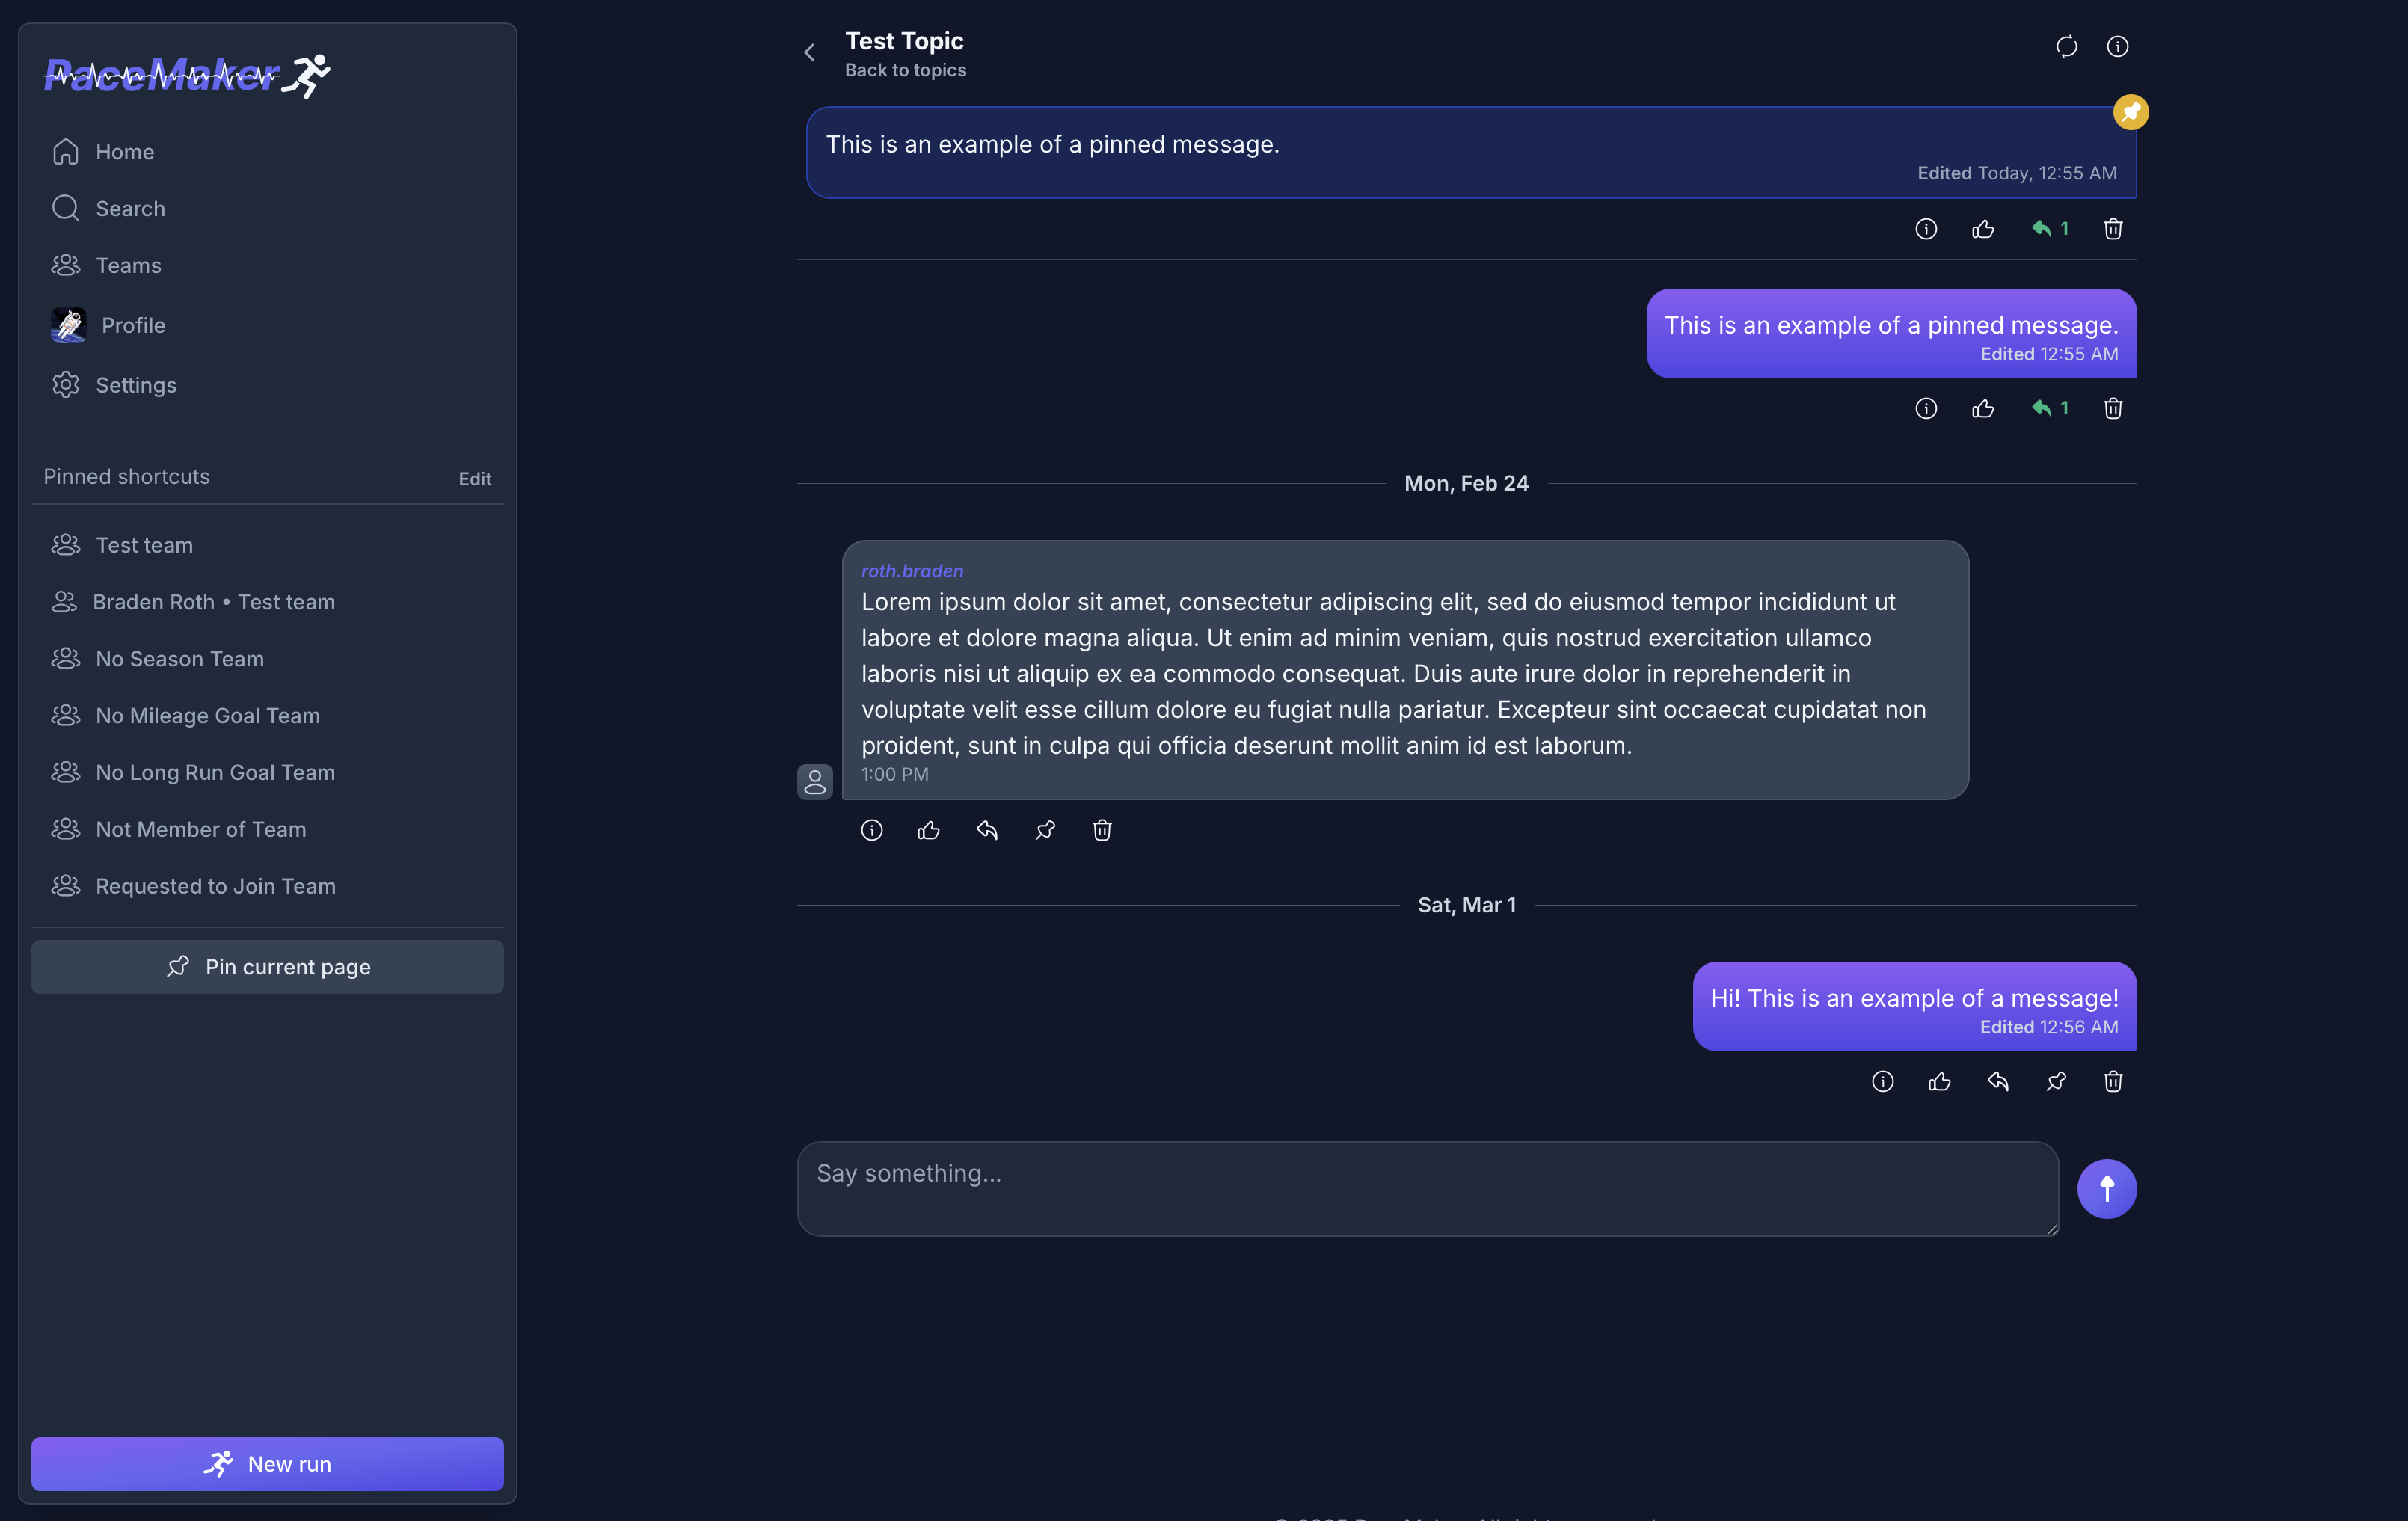 PaceMaker
Home
Search
Teams
Profile
Settings
Pinned shortcuts
Edit
Test team
Braden Roth • Test team
No Season Team
No Mileage Goal Team
No Long Run Goal Team
Not Member of Team
Requested to Join Team
Pin current page
New run
Test Topic
Back to topics
This is an example of a pinned message.
Edited Today, 12:55 AM
1
This is an example of a pinned message.
Edited 12:55 AM
1
Mon, Feb 24
roth.braden
Lorem ipsum dolor sit amet, consectetur adipiscing elit, sed do eiusmod tempor incididunt ut
labore et dolore magna aliqua. Ut enim ad minim veniam, quis nostrud exercitation ullamco
laboris nisi ut aliquip ex ea commodo consequat. Duis aute irure dolor in reprehenderit in
voluptate velit esse cillum dolore eu fugiat nulla pariatur. Excepteur sint occaecat cupidatat non
proident, sunt in culpa qui officia deserunt mollit anim id est laborum.
1:00 PM
Sat, Mar 1
Hi! This is an example of a message!
Edited 12:56 AM
Say something...